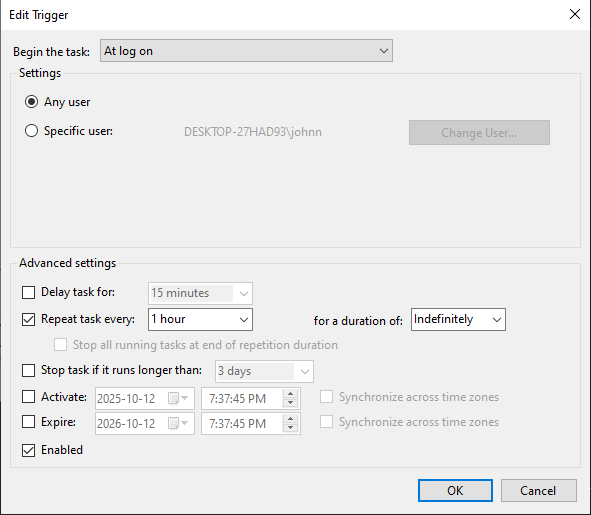 Edit Trigger
Begin the task: At log on
Settings
Any user
Specific user: DESKTOP-27HAD93\johnn Change User...
Advanced settings
Delay task for: 15 minutes
Repeat task every: 1 hour for a duration of: Indefinitely
Stop all running tasks at end of repetition duration
Stop task if it runs longer than: 3 days
Activate: 2025-10-12 7:37:45 PM Synchronize across time zones
Expire: 2026-10-12 7:37:45 PM Synchronize across time zones
Enabled
OK Cancel